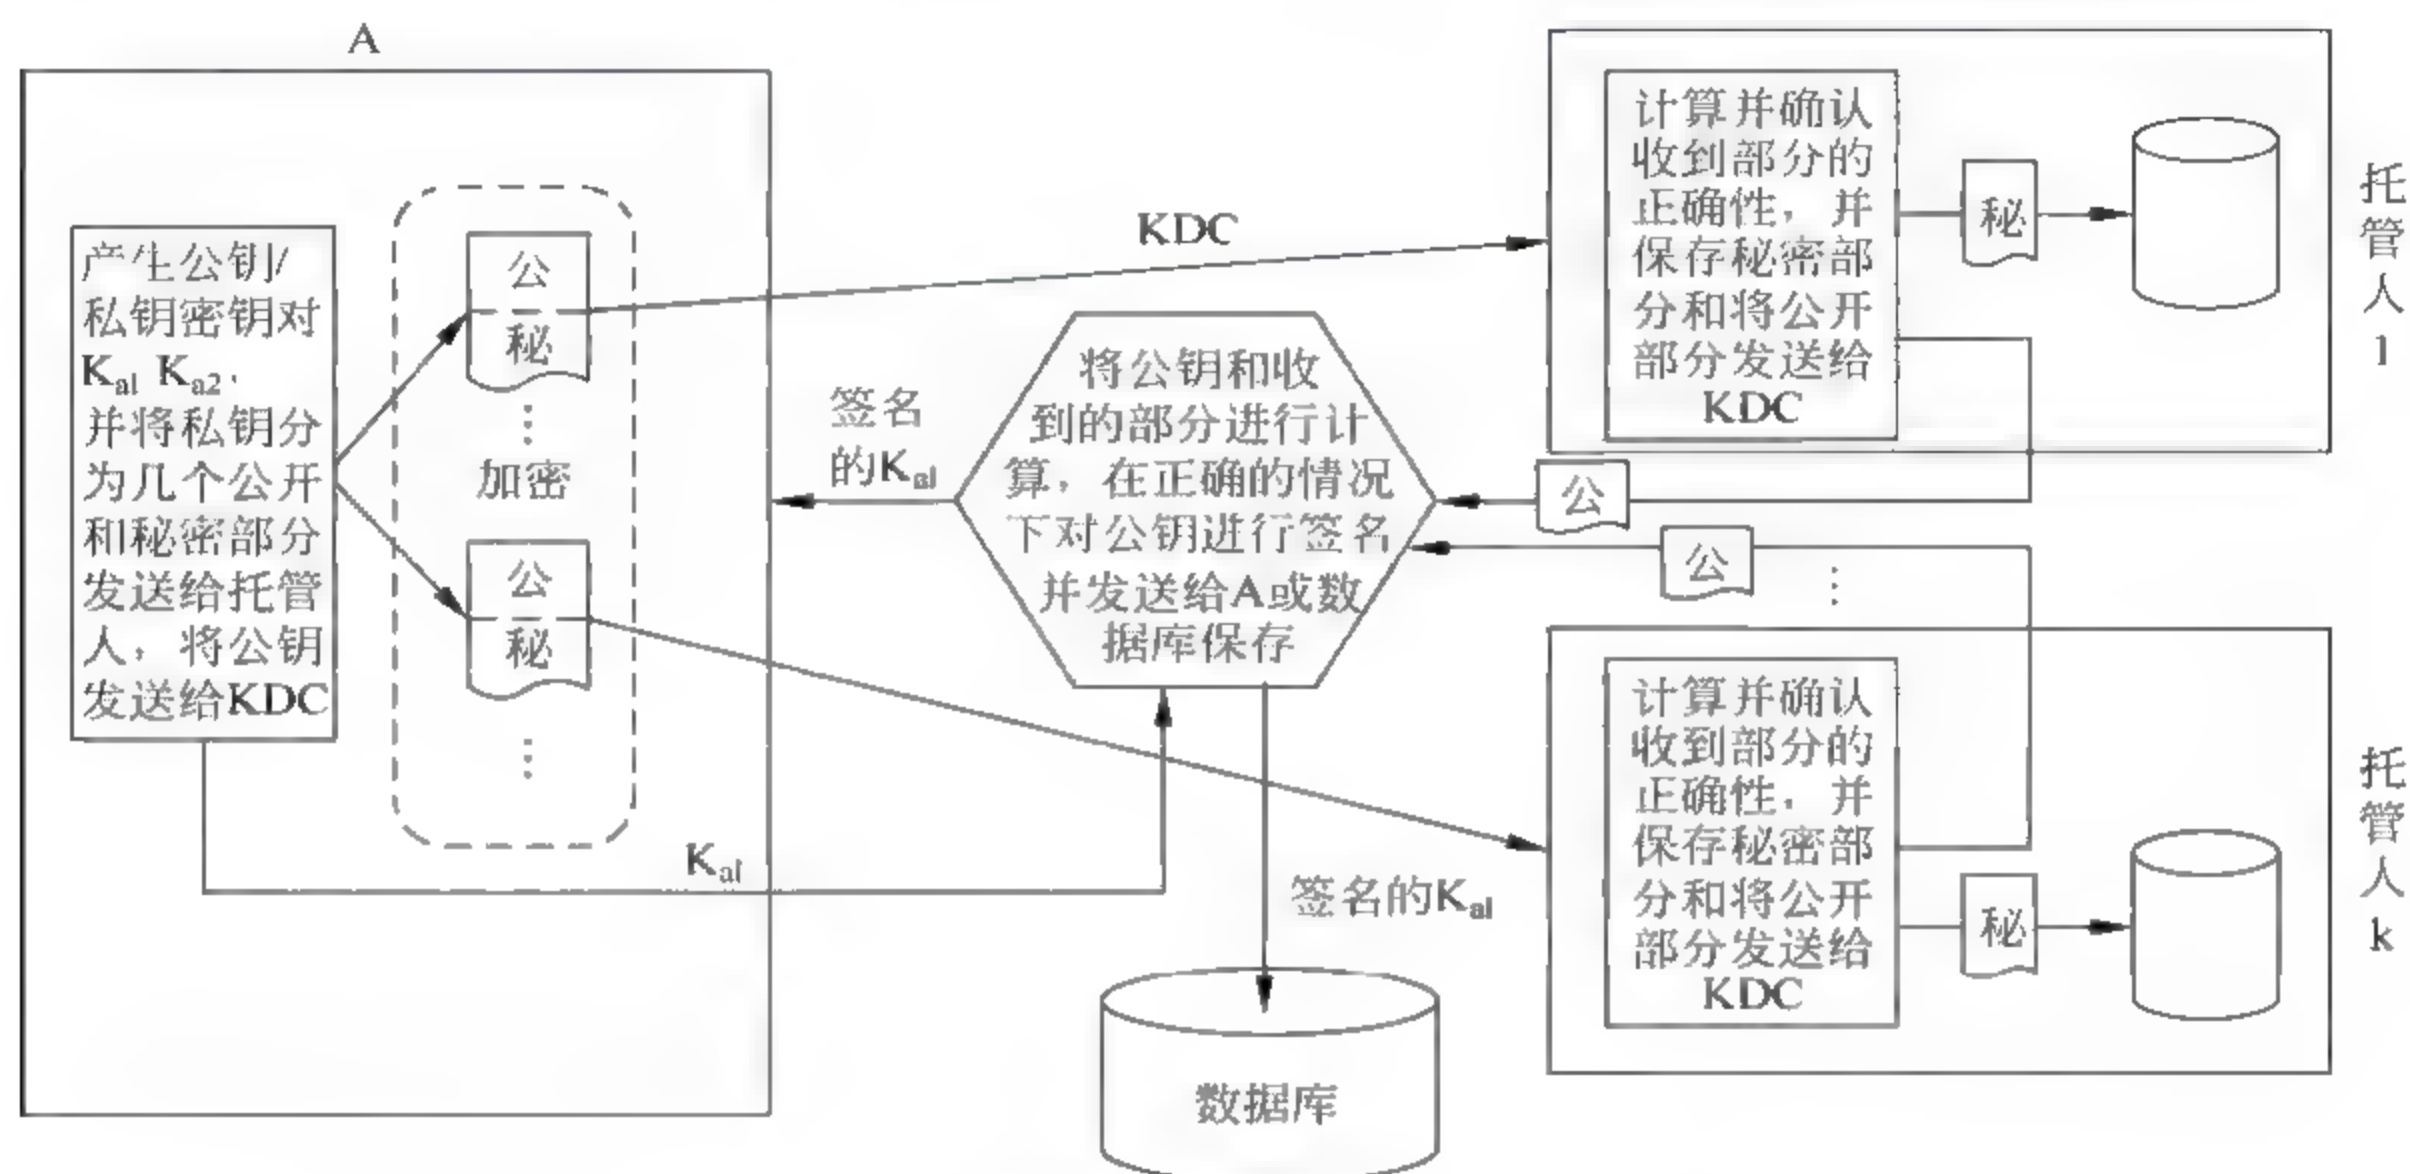 A
产生公钥/
私钥密钥对
Ka1 Ka2,
并将私钥分
为几个公开
和秘密部分
发送给托管
人，将公钥
发送给KDC
公
秘
⋮
加密
公
秘
⋮
Ka1
KDC
签名
的Ka1
将公钥和收
到的部分进行计
算，在正确的情况
下对公钥进行签名
并发送给A或数
据库保存
签名的Ka1
数据库
计算并确认
收到部分的
正确性，并
保存秘密部
分和将公开
部分发送给
KDC
秘
托
管
人
1
公
公
⋮
计算并确认
收到部分的
正确性，并
保存秘密部
分和将公开
部分发送给
KDC
秘
托
管
人
k